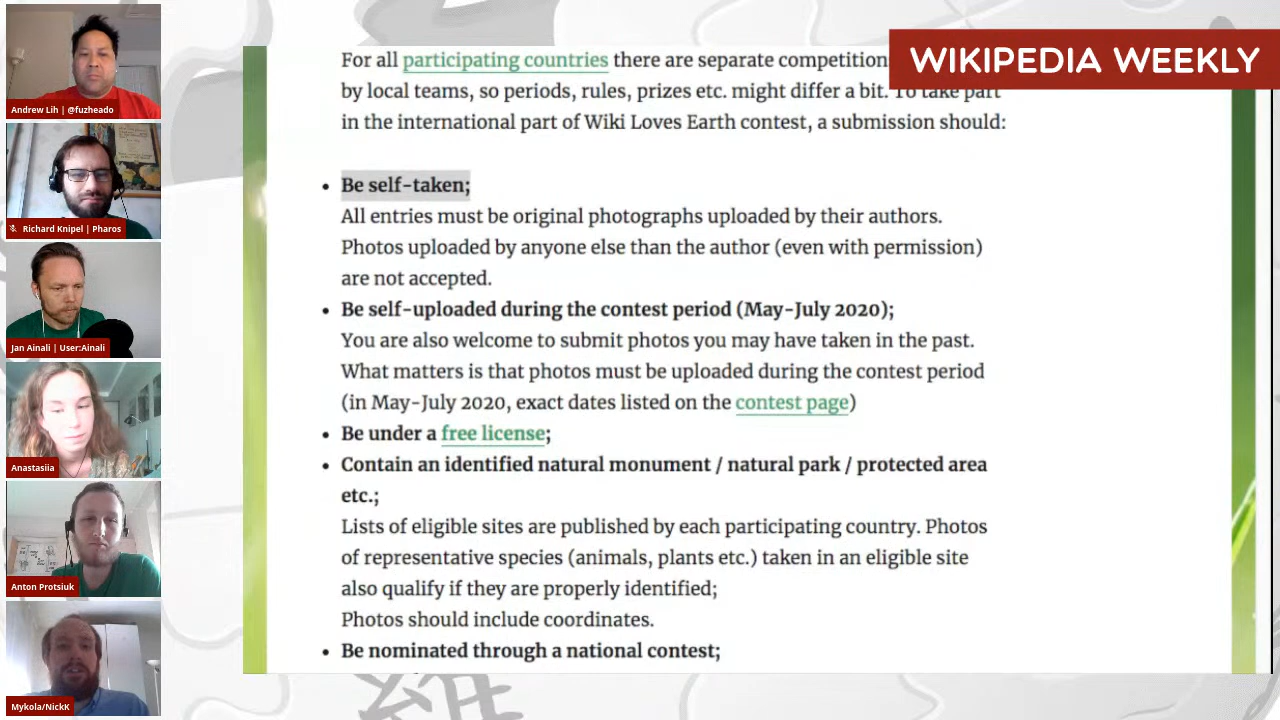 WIKIPEDIA WEEKLY
Andrew Lih | @fuzheado
Richard Knipel | Pharos
Jan Ainali | User:Ainali
Anastasiia
Anton Protsiuk
Mykola/NickK
For all participating countries there are separate competition
by local teams, so periods, rules, prizes etc. might differ a bit. To take part
in the international part of Wiki Loves Earth contest, a submission should:
• Be self-taken;
All entries must be original photographs uploaded by their authors.
Photos uploaded by anyone else than the author (even with permission)
are not accepted.
• Be self-uploaded during the contest period (May-July 2020);
You are also welcome to submit photos you may have taken in the past.
What matters is that photos must be uploaded during the contest period
(in May-July 2020, exact dates listed on the contest page)
• Be under a free license;
• Contain an identified natural monument / natural park / protected area
etc.;
Lists of eligible sites are published by each participating country. Photos
of representative species (animals, plants etc.) taken in an eligible site
also qualify if they are properly identified;
Photos should include coordinates.
• Be nominated through a national contest;